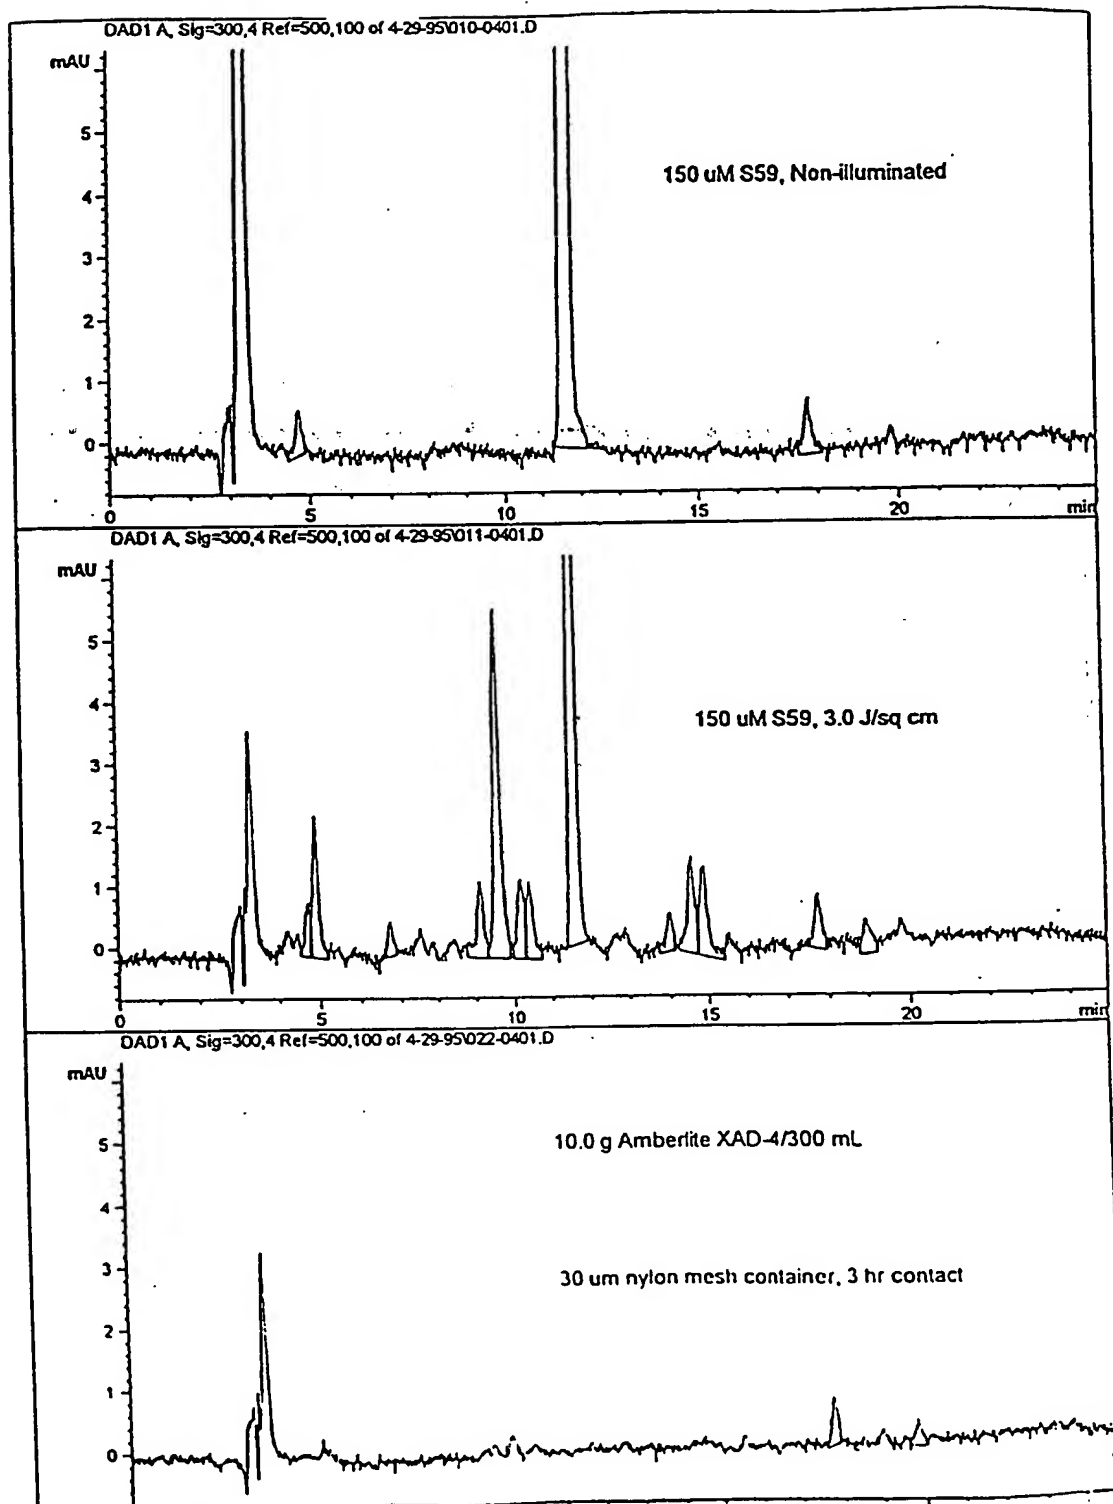 DAD1 A, Sig=300,4 Ref=500,100 of 4-29-95\010-0401.D
mAU
5
4
3
2
1
0
150 uM S59, Non-illuminated
0 5 10 15 20 min
DAD1 A, Sig=300,4 Ref=500,100 of 4-29-95\011-0401.D
mAU
5
4
3
2
1
0
150 uM S59, 3.0 J/sq cm
0 5 10 15 20 min
DAD1 A, Sig=300,4 Ref=500,100 of 4-29-95\022-0401.D
mAU
5
4
3
2
1
0
10.0 g Amberlite XAD-4/300 mL
30 um nylon mesh container, 3 hr contact